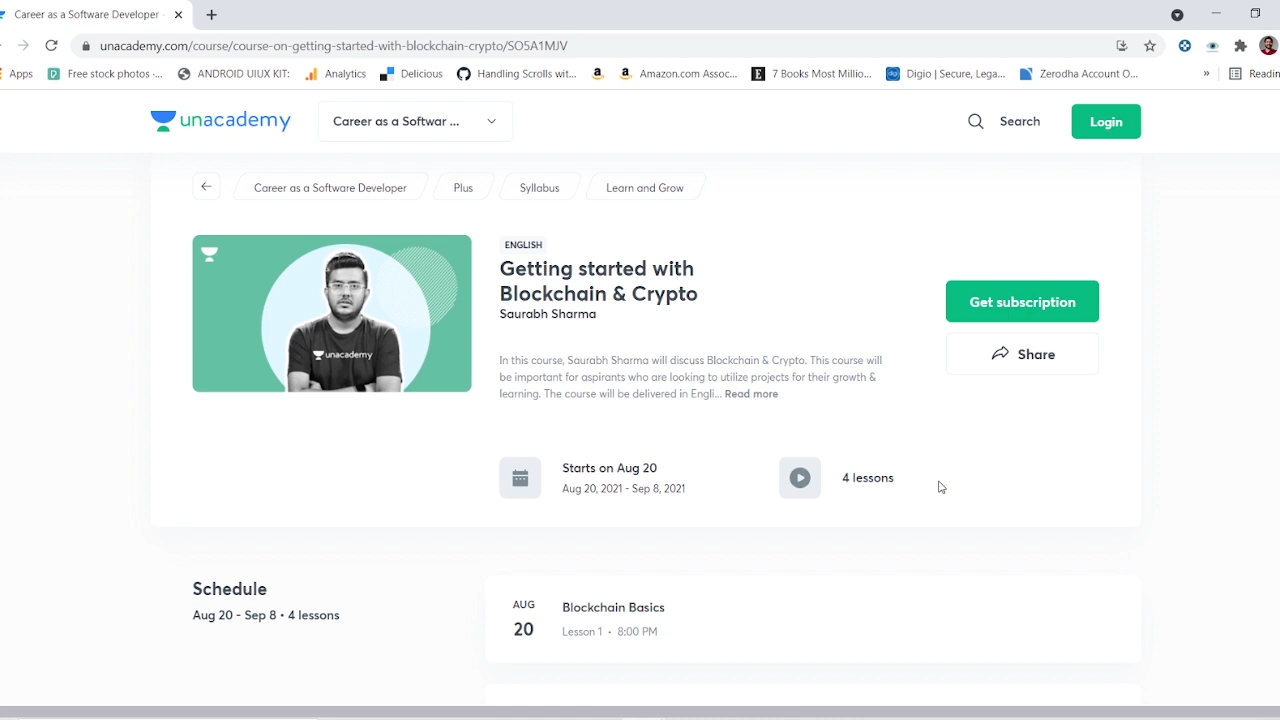 Career as a Software Developer
unacademy.com/course/course-on-getting-started-with-blockchain-crypto/SO5A1MJV
Apps
Free stock photos -...
ANDROID UIUX KIT:
Analytics
Delicious
Handling Scrolls wit...
Amazon.com Assoc...
7 Books Most Millio...
Digio | Secure, Lega...
Zerodha Account O...
»
Readin
unacademy
Career as a Softwar ...
Search
Login
Career as a Software Developer
Plus
Syllabus
Learn and Grow
unacademy
ENGLISH
Getting started with
Blockchain & Crypto
Saurabh Sharma
In this course, Saurabh Sharma will discuss Blockchain & Crypto. This course will
be important for aspirants who are looking to utilize projects for their growth &
learning. The course will be delivered in Engli... Read more
Get subscription
Share
Starts on Aug 20
Aug 20, 2021 - Sep 8, 2021
4 lessons
Schedule
Aug 20 - Sep 8 • 4 lessons
AUG
20
Blockchain Basics
Lesson 1 • 8:00 PM